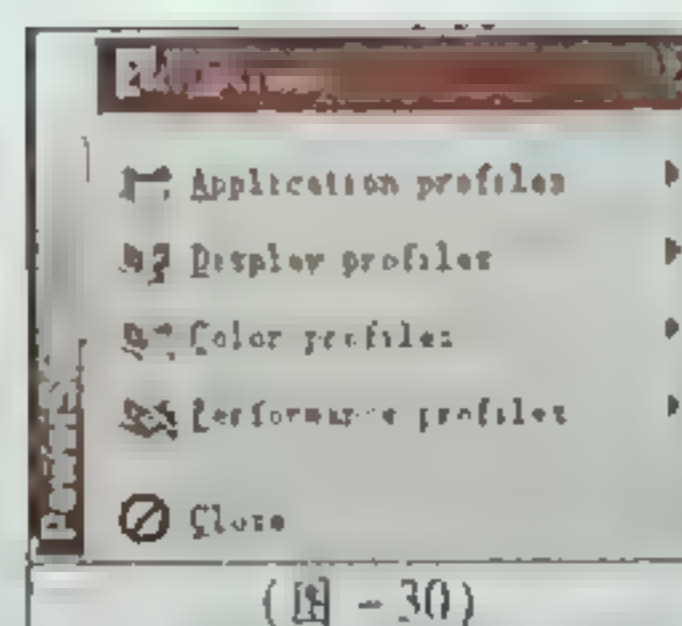 Application profiles
Display profiles
Color profiles
Performance profiles
Close
(图 - 30)